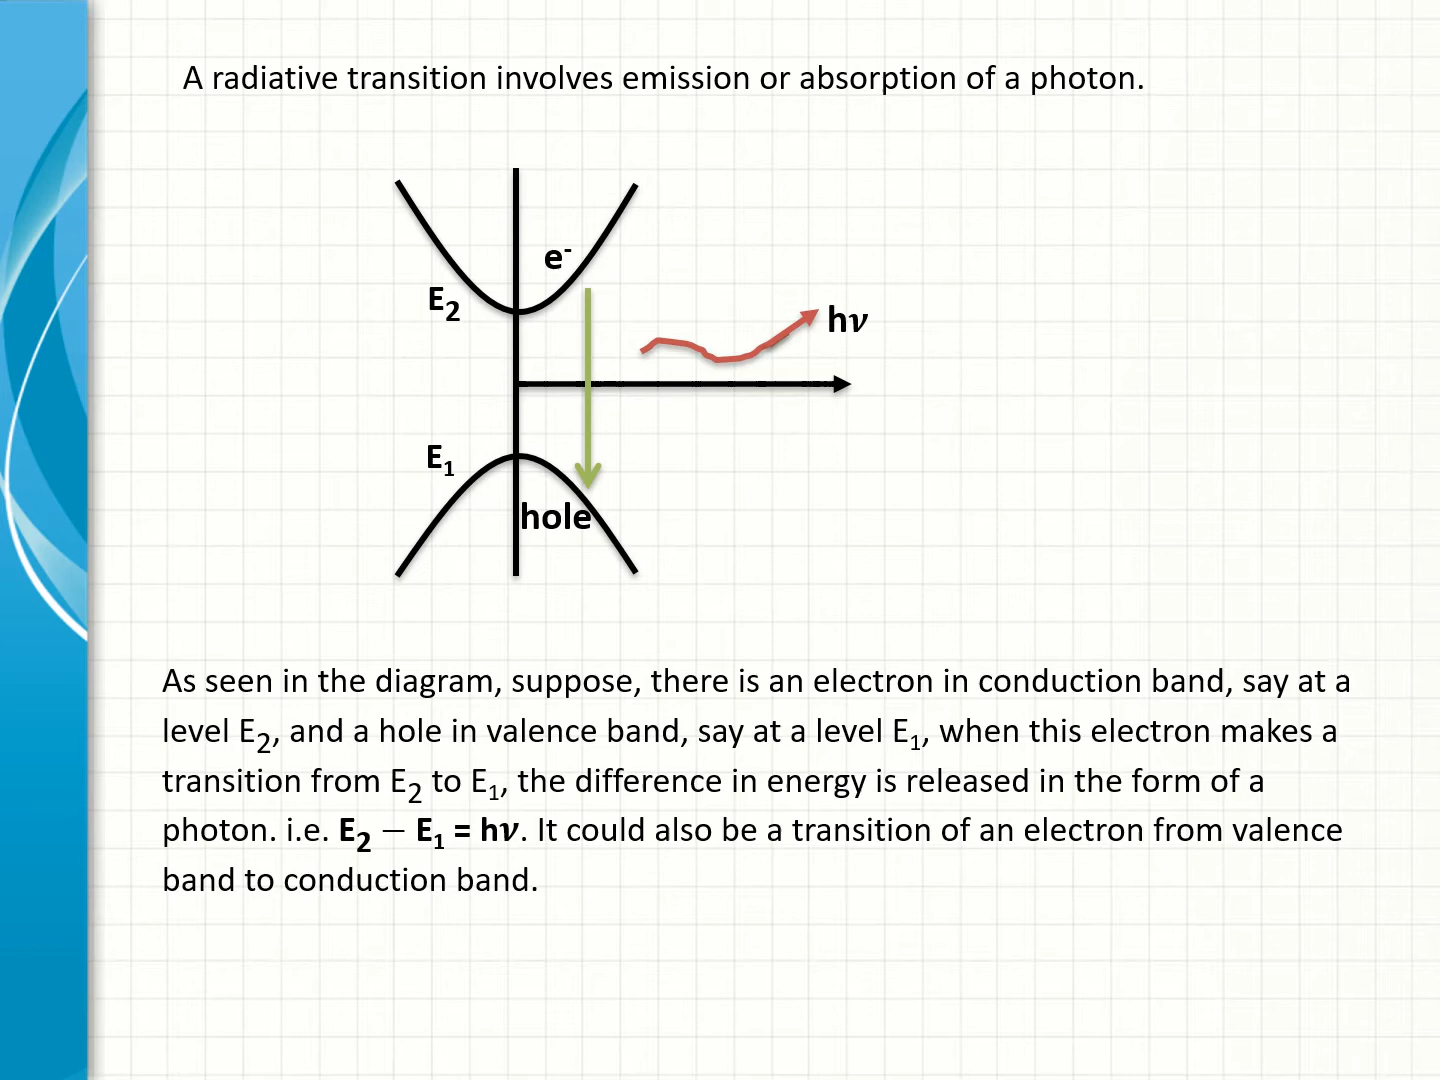 A radiative transition involves emission or absorption of a photon.
e⁻
E₂
hν
E₁
hole
As seen in the diagram, suppose, there is an electron in conduction band, say at a
level E₂, and a hole in valence band, say at a level E₁, when this electron makes a
transition from E₂ to E₁, the difference in energy is released in the form of a
photon. i.e. E₂ − E₁ = hν. It could also be a transition of an electron from valence
band to conduction band.